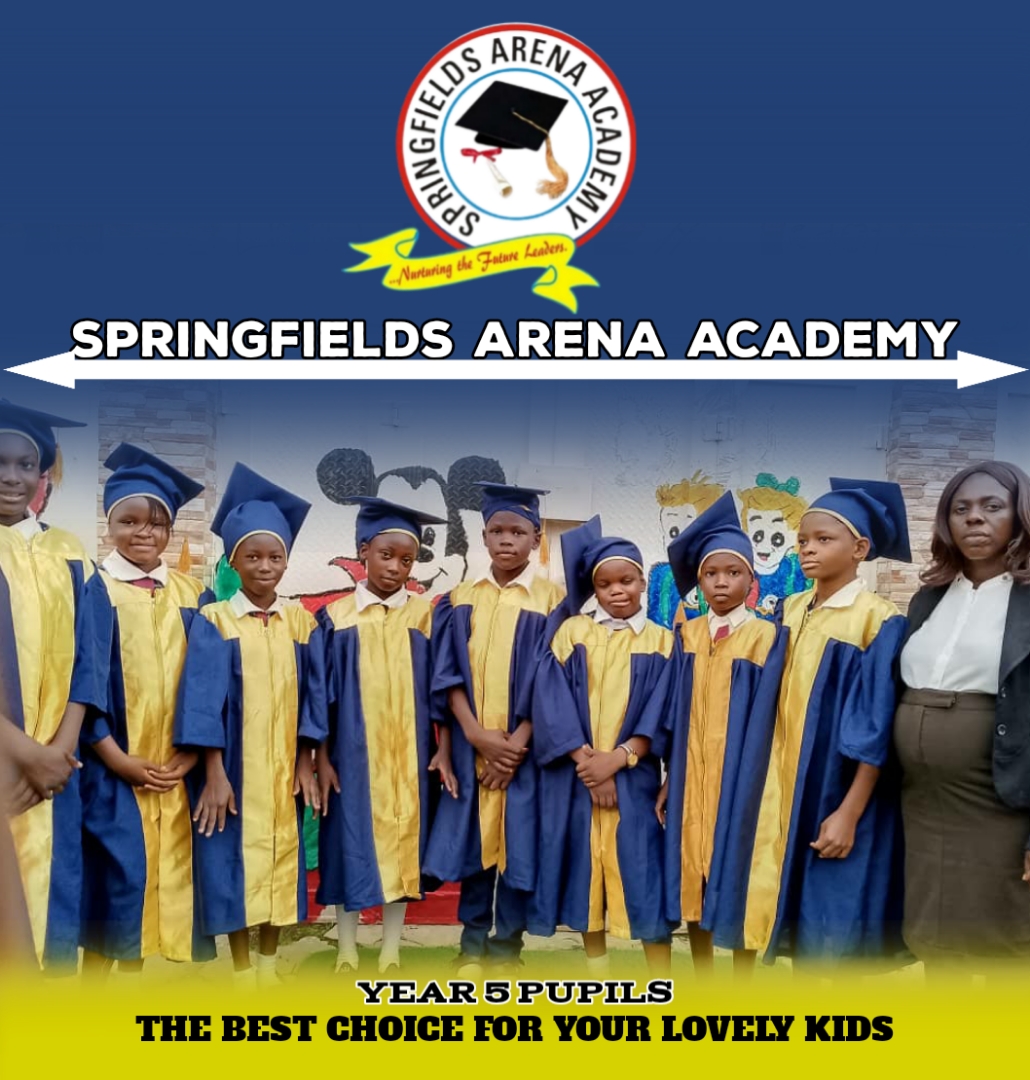 SPRINGFIELDS ARENA ACADEMY
...Nurturing the Future Leaders.
SPRINGFIELDS ARENA ACADEMY
YEAR 5 PUPILS
THE BEST CHOICE FOR YOUR LOVELY KIDS